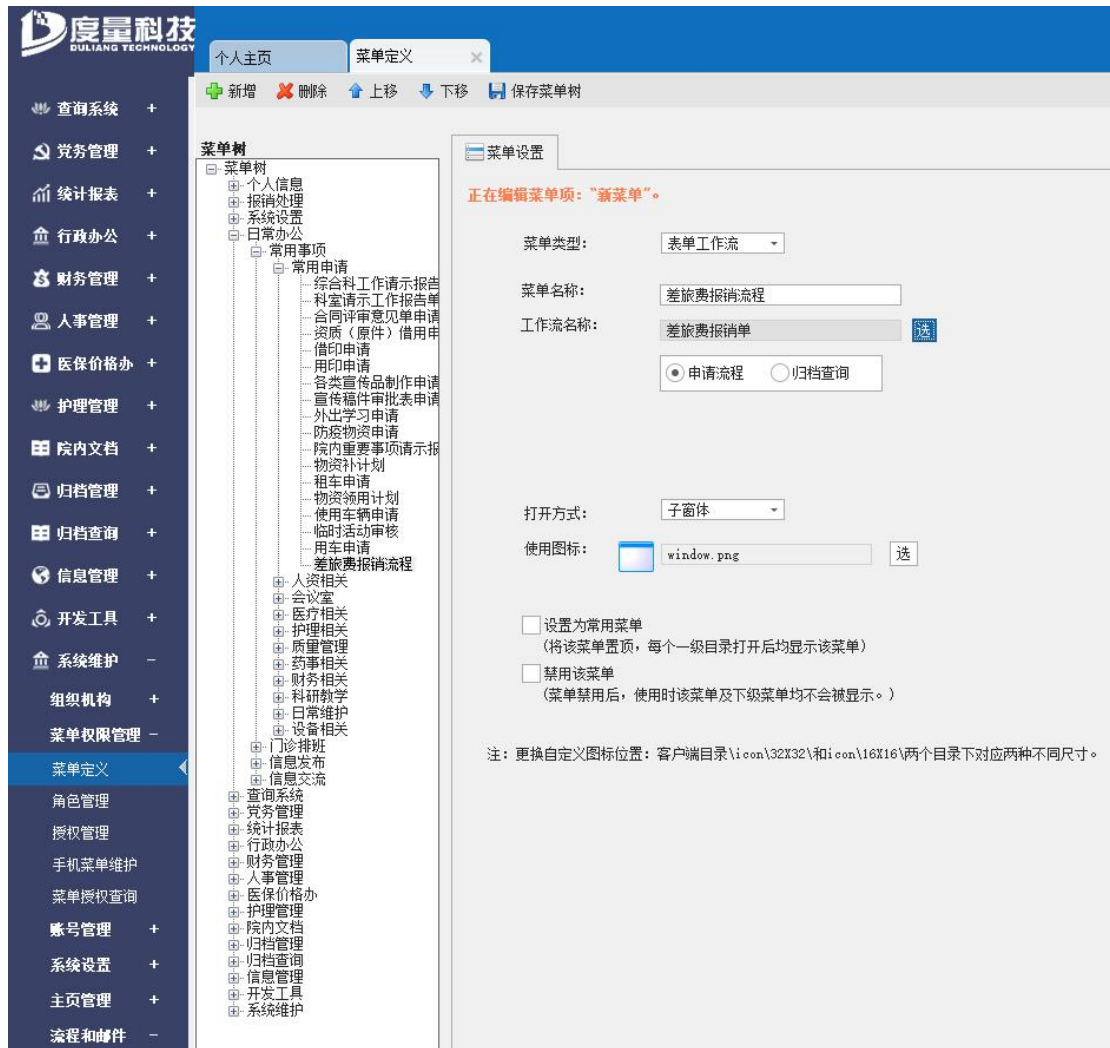 度量科技
DULIANG TECHNOLOGY
个人主页
菜单定义
新增 删除 上移 下移 保存菜单树
查询系统
党务管理
统计报表
行政办公
财务管理
人事管理
医保价格办
护理管理
院内文档
归档管理
归档查询
信息管理
开发工具
系统维护
组织机构
菜单权限管理
菜单定义
角色管理
授权管理
手机菜单维护
菜单授权查询
账号管理
系统设置
主页管理
流程和邮件
菜单树
菜单树
个人信息
报销处理
系统设置
日常办公
常用事项
常用申请
综合科工作请示报告
科室请示工作报告单
合同评审意见单申请
资质（原件）借用申
借印申请
用印申请
各类宣传品制作申请
宣传稿件审批表申请
外出学习申请
防疫物资申请
院内重要事项请示报
物资补计划
租车申请
物资领用计划
使用车辆申请
临时活动审核
用车申请
差旅费报销流程
人资相关
会议室
医疗相关
护理相关
质量管理
药事相关
财务相关
科研教学
日常维护
设备相关
门诊排班
信息发布
信息交流
查询系统
党务管理
统计报表
行政办公
财务管理
人事管理
医保价格办
护理管理
院内文档
归档管理
归档查询
信息管理
开发工具
系统维护
菜单设置
正在编辑菜单项：“新菜单”。
菜单类型： 表单工作流
菜单名称： 差旅费报销流程
工作流名称： 差旅费报销单 选
申请流程 归档查询
打开方式： 子窗体
使用图标： window.png 选
设置为常用菜单
(将该菜单置顶，每个一级目录打开后均显示该菜单)
禁用该菜单
(菜单禁用后，使用时该菜单及下级菜单均不会被显示。)
注：更换自定义图标位置：客户端目录\icon\32X32\和icon\16X16\两个目录下对应两种不同尺寸。